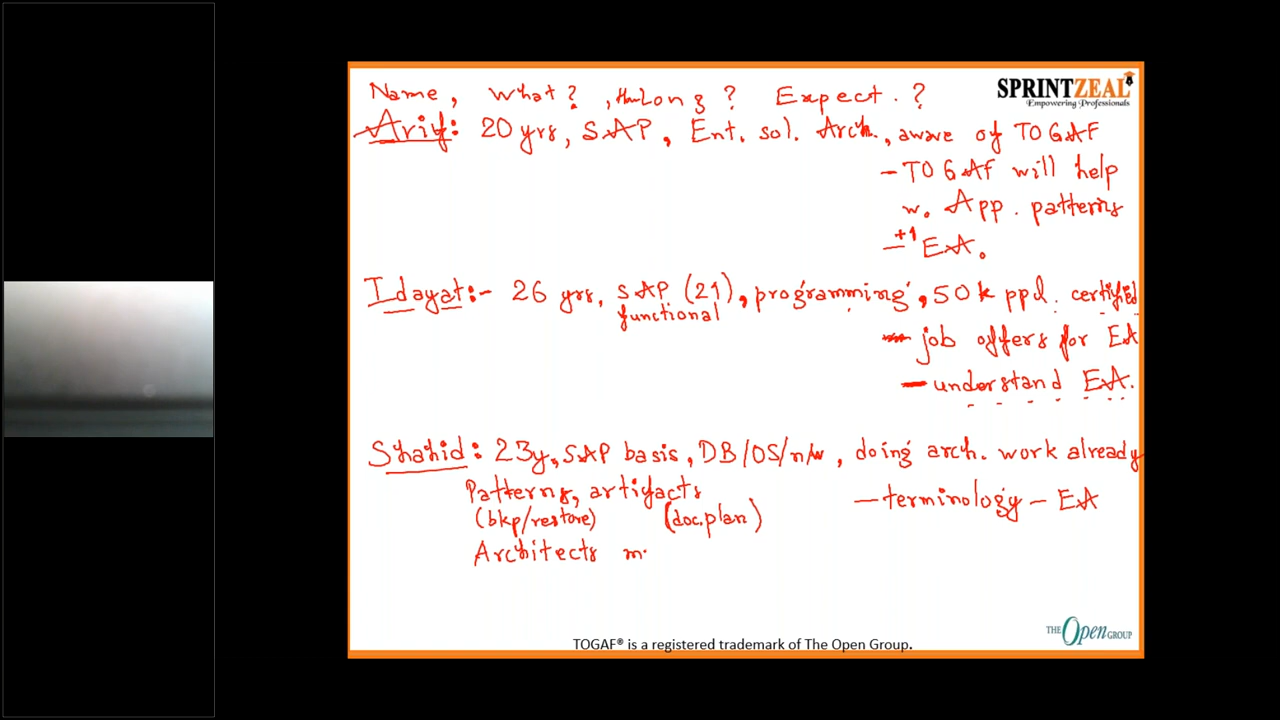 SPRINTZEAL
Empowering Professionals
Name, What?, HowLong? Expect.?
Arif: 20 yrs, SAP, Ent. sol. Arch., aware of TOGAF
- TOGAF will help
w. App. patterns
- +1 EA.
Idayat:- 26 yrs, SAP (21), programming, 50k ppl. certified
functional
- job offers for EA
- understand EA.
Shahid: 23y, SAP basis, DB/OS/n/w, doing arch. work already
Patterns, artifacts - terminology - EA
(bkp/restore) (doc.plan)
Architects m
THE Open GROUP
TOGAF® is a registered trademark of The Open Group.